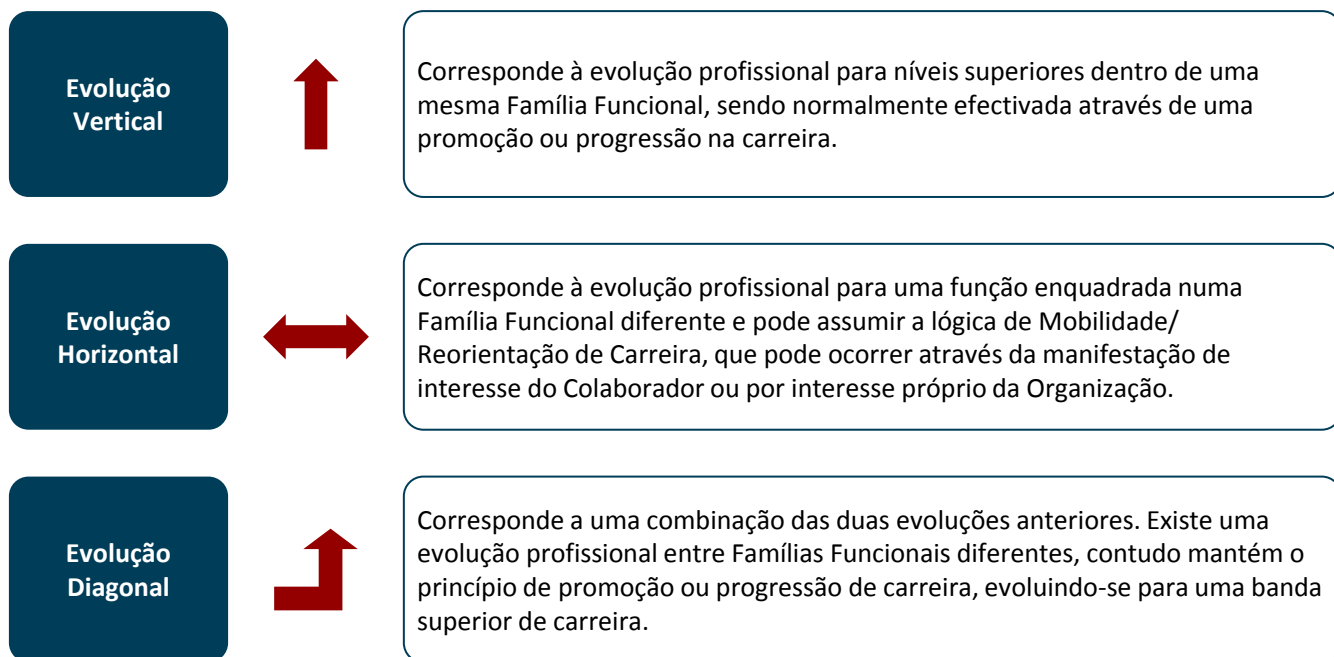 Evolução
Vertical
Corresponde à evolução profissional para níveis superiores dentro de uma
mesma Família Funcional, sendo normalmente efectivada através de uma
promoção ou progressão na carreira.
Evolução
Horizontal
Corresponde à evolução profissional para uma função enquadrada numa
Família Funcional diferente e pode assumir a lógica de Mobilidade/
Reorientação de Carreira, que pode ocorrer através da manifestação de
interesse do Colaborador ou por interesse próprio da Organização.
Evolução
Diagonal
Corresponde a uma combinação das duas evoluções anteriores. Existe uma
evolução profissional entre Famílias Funcionais diferentes, contudo mantém o
princípio de promoção ou progressão de carreira, evoluindo-se para uma banda
superior de carreira.